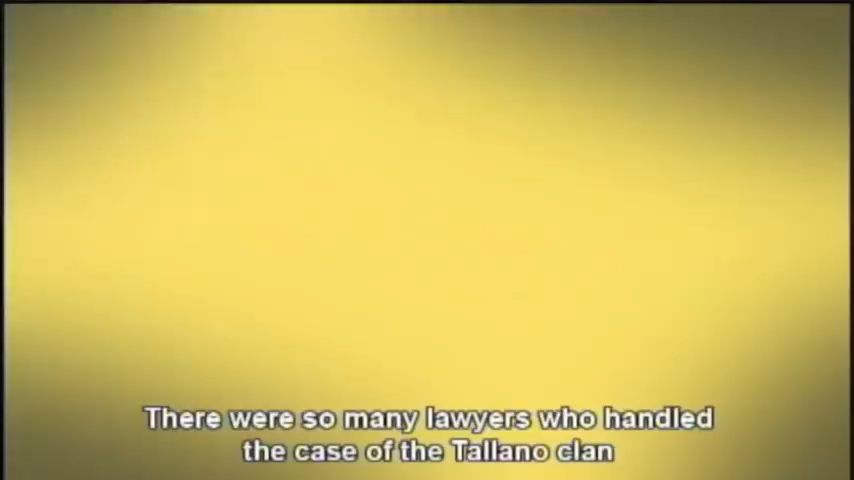 There were so many lawyers who handled
the case of the Tallano clan